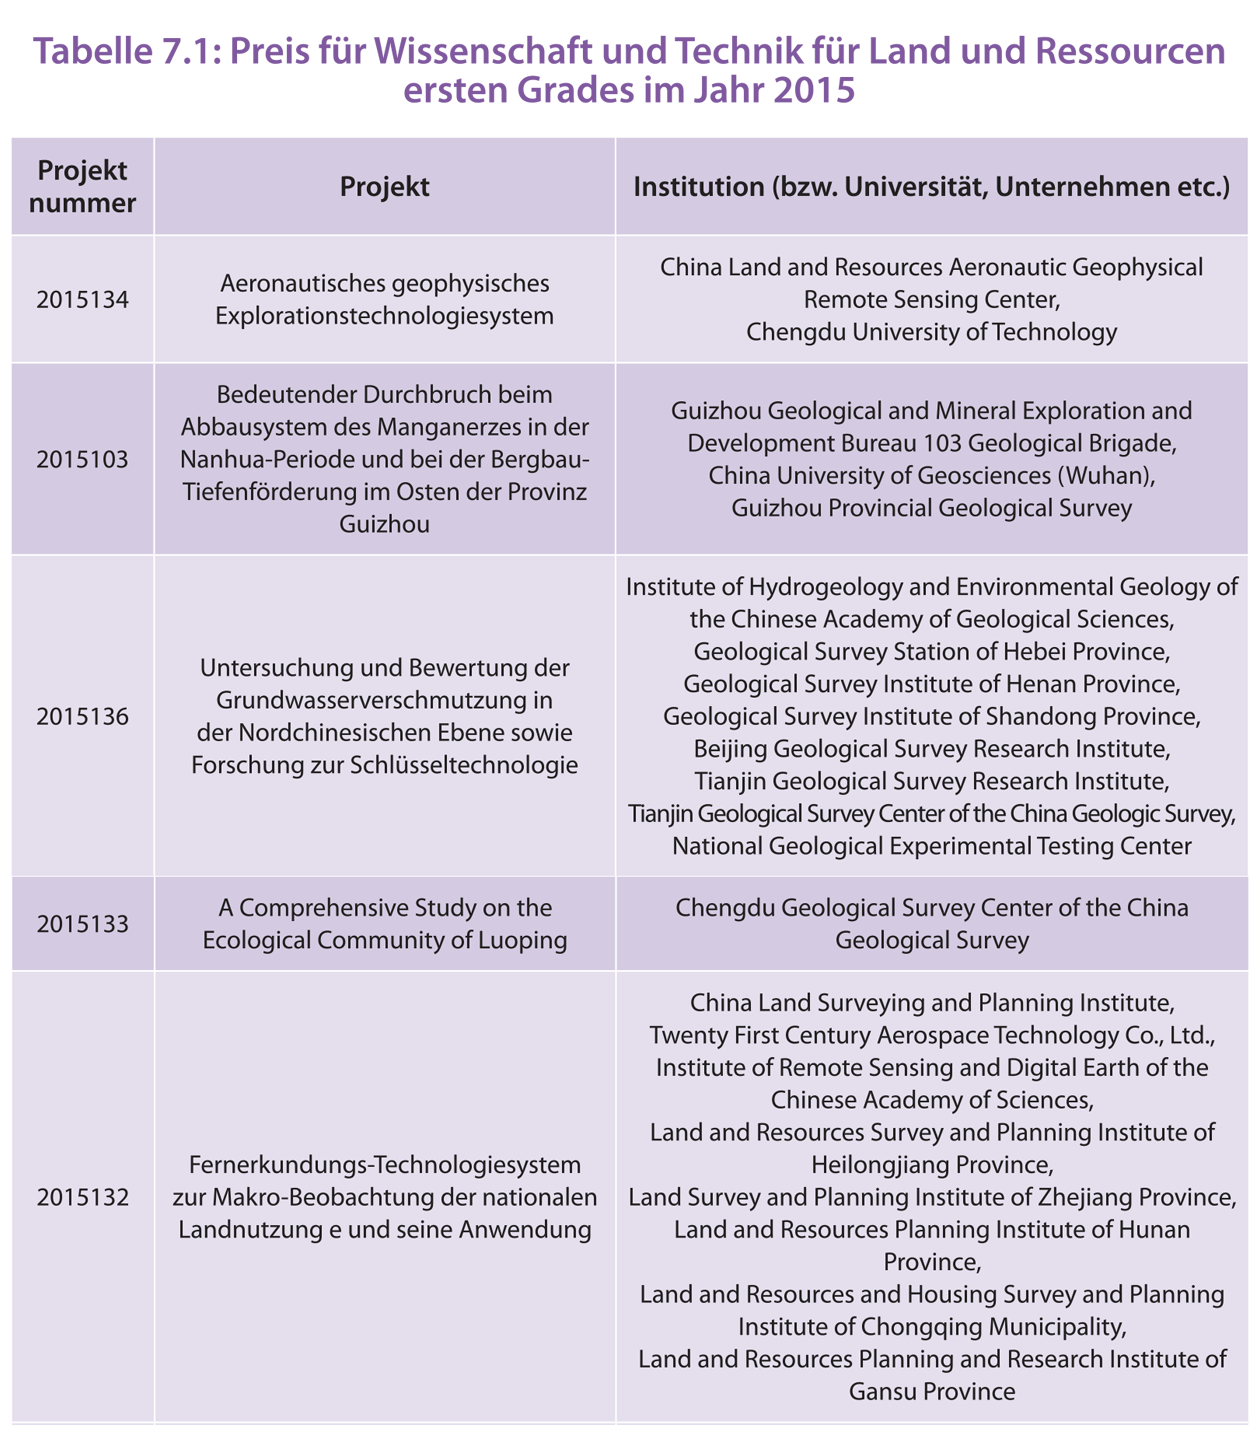 Tabelle 7.1: Preis für Wissenschaft und Technik für Land und Ressourcen
ersten Grades im Jahr 2015
Projekt
nummer
Projekt
Institution (bzw. Universität, Unternehmen etc.)
2015134
Aeronautisches geophysisches
Explorationstechnologiesystem
China Land and Resources Aeronautic Geophysical
Remote Sensing Center,
Chengdu University of Technology
2015103
Bedeutender Durchbruch beim
Abbausystem des Manganerzes in der
Nanhua-Periode und bei der Bergbau-
Tiefenförderung im Osten der Provinz
Guizhou
Guizhou Geological and Mineral Exploration and
Development Bureau 103 Geological Brigade,
China University of Geosciences (Wuhan),
Guizhou Provincial Geological Survey
2015136
Untersuchung und Bewertung der
Grundwasserverschmutzung in
der Nordchinesischen Ebene sowie
Forschung zur Schlüsseltechnologie
Institute of Hydrogeology and Environmental Geology of
the Chinese Academy of Geological Sciences,
Geological Survey Station of Hebei Province,
Geological Survey Institute of Henan Province,
Geological Survey Institute of Shandong Province,
Beijing Geological Survey Research Institute,
Tianjin Geological Survey Research Institute,
Tianjin Geological Survey Center of the China Geologic Survey,
National Geological Experimental Testing Center
2015133
A Comprehensive Study on the
Ecological Community of Luoping
Chengdu Geological Survey Center of the China
Geological Survey
2015132
Fernerkundungs-Technologiesystem
zur Makro-Beobachtung der nationalen
Landnutzung e und seine Anwendung
China Land Surveying and Planning Institute,
Twenty First Century Aerospace Technology Co., Ltd.,
Institute of Remote Sensing and Digital Earth of the
Chinese Academy of Sciences,
Land and Resources Survey and Planning Institute of
Heilongjiang Province,
Land Survey and Planning Institute of Zhejiang Province,
Land and Resources Planning Institute of Hunan
Province,
Land and Resources and Housing Survey and Planning
Institute of Chongqing Municipality,
Land and Resources Planning and Research Institute of
Gansu Province